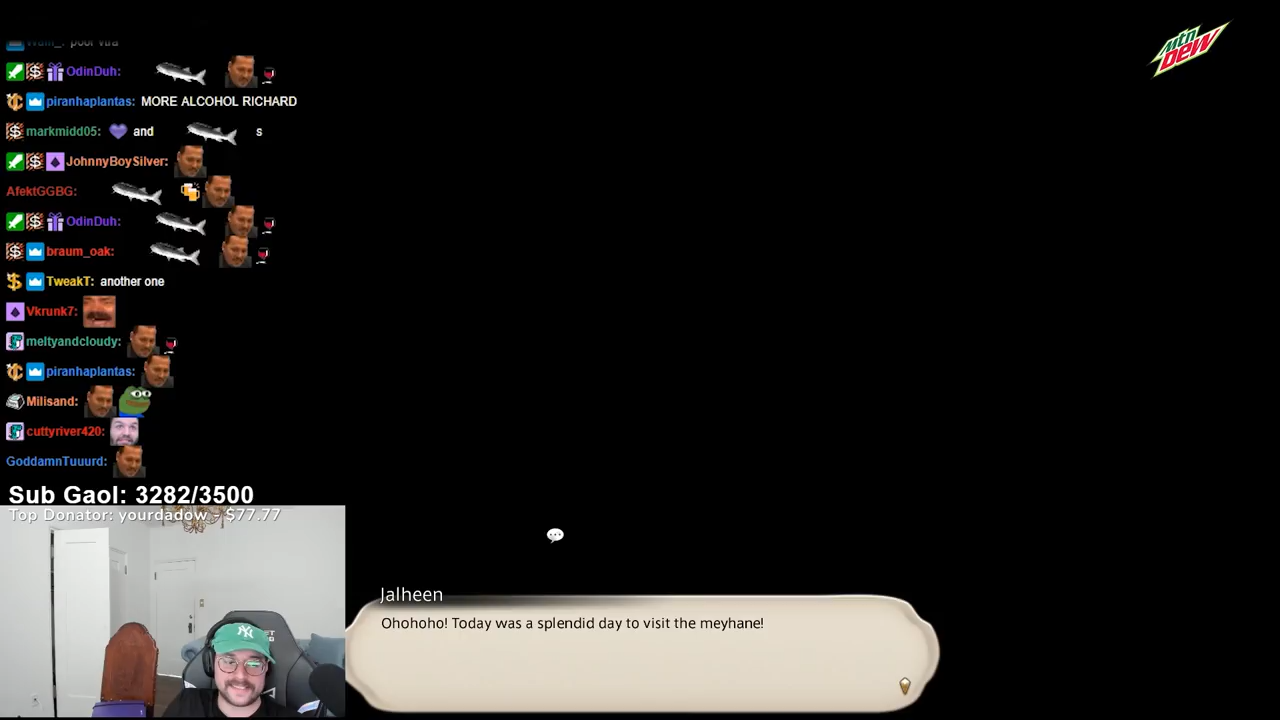 Mtn
DEW
OdinDuh:
piranhaplantas: MORE ALCOHOL RICHARD
markmidd05: and s
JohnnyBoySilver:
AfektGGBG:
OdinDuh:
braum_oak:
TweakT: another one
Vkrunk7:
meltyandcloudy:
piranhaplantas:
Milisand:
cuttyriver420:
GoddamnTuuurd:
Sub Gaol: 3282/3500
Top Donator: yourdadow - $77.77
Jalheen
Ohohoho! Today was a splendid day to visit the meyhane!